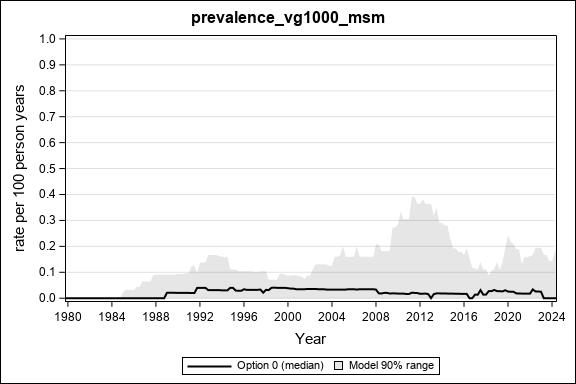 prevalence_vg1000_msm
rate per 100 person years
1.0
0.9
0.8
0.7
0.6
0.5
0.4
0.3
0.2
0.1
0.0
1980 1984 1988 1992 1996 2000 2004 2008 2012 2016 2020 2024
Year
Option 0 (median) Model 90% range